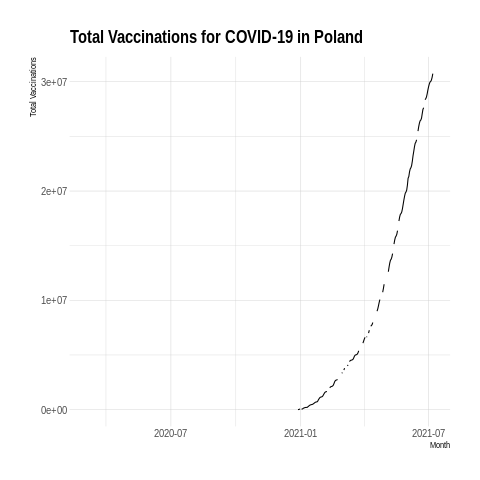 Total Vaccinations for COVID-19 in Poland
Total Vaccinations
3e+07
2e+07
1e+07
0e+00
2020-07
2021-01
2021-07
Month